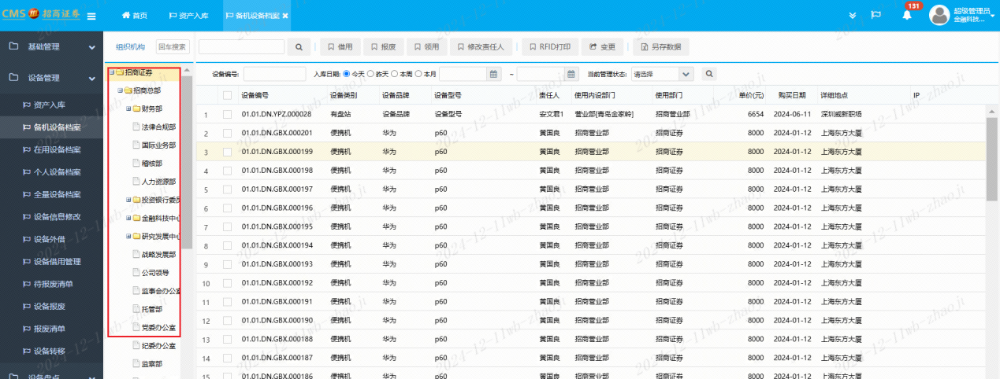 CMS 招商证券 首页 资产入库 备机设备档案 131 超级管理员
金融科技...
基础管理 组织机构 回车搜索 借用 报废 领用 修改责任人 RFID打印 变更 另存数据
设备管理
资产入库
备机设备档案
在用设备档案
个人设备档案
全量设备档案
设备信息修改
设备外借
设备借用管理
待报废清单
设备报废
报废清单
设备转移
设备盘点
招商证券
招商总部
财务部
法律合规部
国际业务部
稽核部
人力资源部
投资银行委员
金融科技中心
研究发展中心
战略发展部
公司领导
监事会办公室
托管部
党委办公室
纪委办公室
监察部
设备编号: 入库日期: 今天 昨天 本周 本月 ~ 当前管理状态: 请选择
设备编号 设备类别 设备品牌 设备型号 责任人 使用内设部门 使用部门 单价(元) 购买日期 详细地点 IP
1 01.01.DN.YPZ.000028 有盘站 设备品牌 设备型号 安文君1 营业部[青岛金家岭] 招商营业部 6654 2024-06-11 深圳威新职场
2 01.01.DN.GBX.000201 便携机 华为 p60 黄国良 招商营业部 招商证券 8000 2024-01-12 上海东方大厦
3 01.01.DN.GBX.000199 便携机 华为 p60 黄国良 招商营业部 招商证券 8000 2024-01-12 上海东方大厦
4 01.01.DN.GBX.000198 便携机 华为 p60 黄国良 招商营业部 招商证券 8000 2024-01-12 上海东方大厦
5 01.01.DN.GBX.000197 便携机 华为 p60 黄国良 招商营业部 招商证券 8000 2024-01-12 上海东方大厦
6 01.01.DN.GBX.000196 便携机 华为 p60 黄国良 招商营业部 招商证券 8000 2024-01-12 上海东方大厦
7 01.01.DN.GBX.000195 便携机 华为 p60 黄国良 招商营业部 招商证券 8000 2024-01-12 上海东方大厦
8 01.01.DN.GBX.000194 便携机 华为 p60 黄国良 招商营业部 招商证券 8000 2024-01-12 上海东方大厦
9 01.01.DN.GBX.000193 便携机 华为 p60 黄国良 招商营业部 招商证券 8000 2024-01-12 上海东方大厦
10 01.01.DN.GBX.000192 便携机 华为 p60 黄国良 招商营业部 招商证券 8000 2024-01-12 上海东方大厦
11 01.01.DN.GBX.000191 便携机 华为 p60 黄国良 招商营业部 招商证券 8000 2024-01-12 上海东方大厦
12 01.01.DN.GBX.000190 便携机 华为 p60 黄国良 招商营业部 招商证券 8000 2024-01-12 上海东方大厦
13 01.01.DN.GBX.000188 便携机 华为 p60 黄国良 招商营业部 招商证券 8000 2024-01-12 上海东方大厦
14 01.01.DN.GBX.000187 便携机 华为 p60 黄国良 招商营业部 招商证券 8000 2024-01-12 上海东方大厦
15 01.01.DN.GBX.000186 便携机 华为 p60 黄国良 招商营业部 招商证券 8000 2024-01-12 上海东方大厦
2024-12-11wb-zhaoji